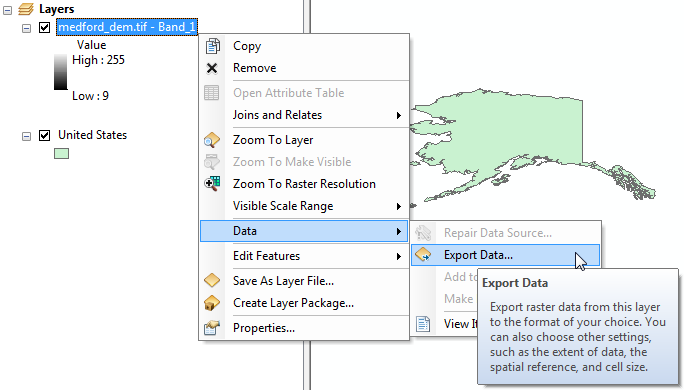 Layers
medford_dem.tif - Band_1
Value
High : 255
Low : 9
United States
Copy
Remove
Open Attribute Table
Joins and Relates
Zoom To Layer
Zoom To Make Visible
Zoom To Raster Resolution
Visible Scale Range
Data
Edit Features
Save As Layer File...
Create Layer Package...
Properties...
Repair Data Source...
Export Data...
Add to
Make
View
Export Data
Export raster data from this layer
to the format of your choice. You
can also choose other settings,
such as the extent of data, the
spatial reference, and cell size.